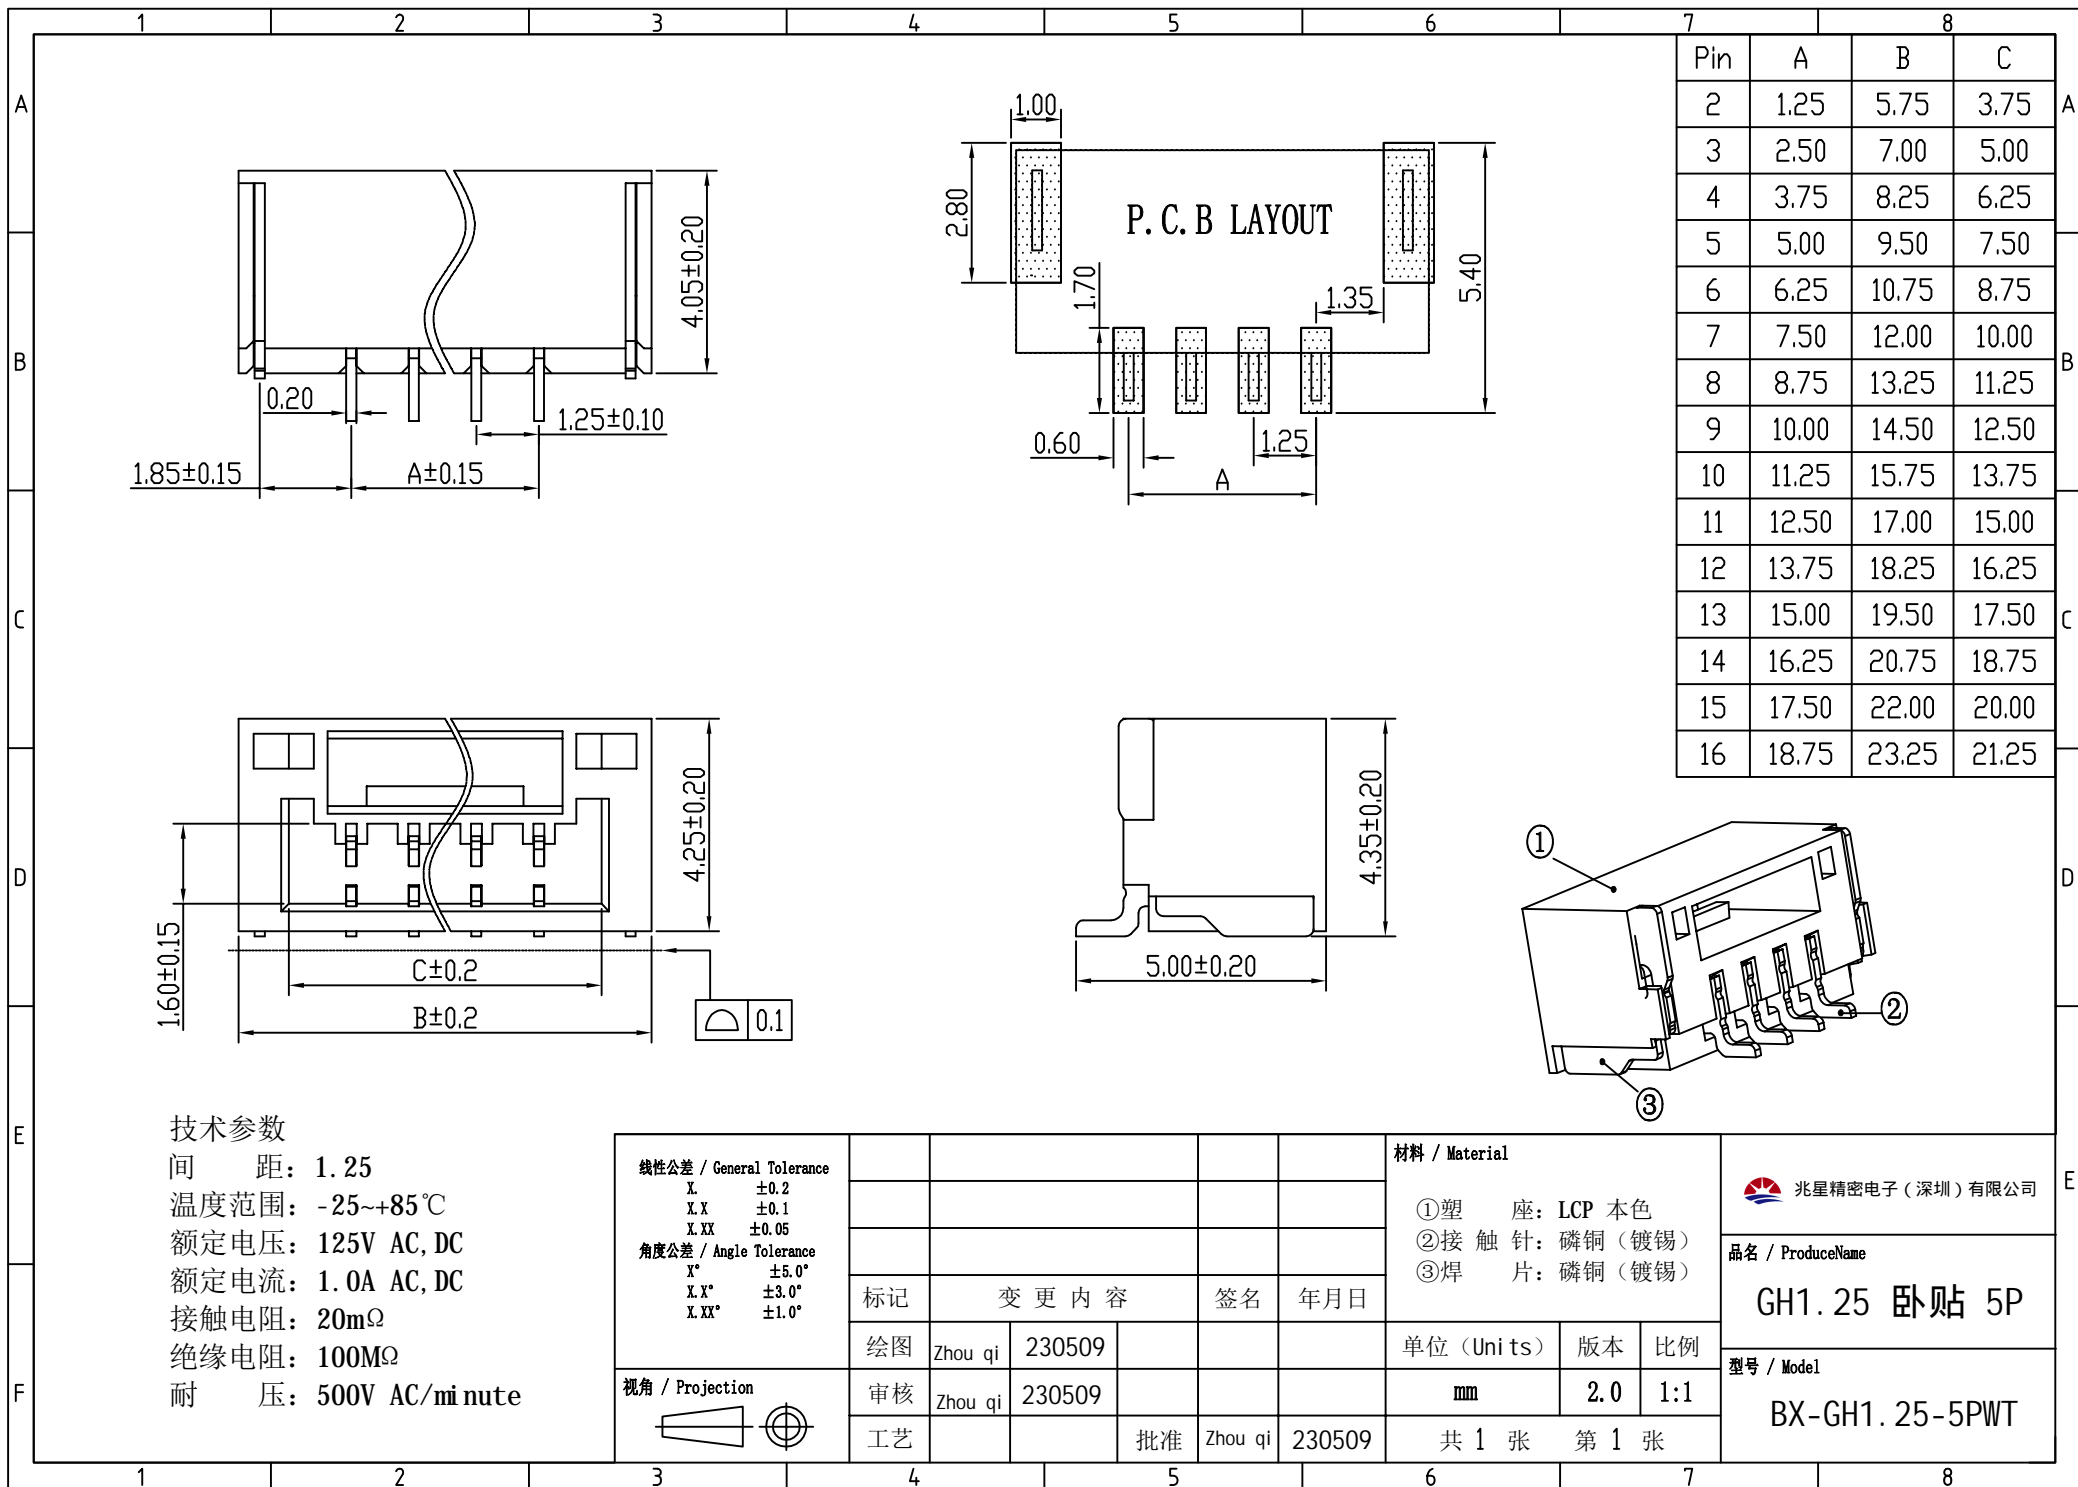 1 2 3 4 5 6 7 8
A B C D E F
Pin A B C
2 1.25 5.75 3.75
3 2.50 7.00 5.00
4 3.75 8.25 6.25
5 5.00 9.50 7.50
6 6.25 10.75 8.75
7 7.50 12.00 10.00
8 8.75 13.25 11.25
9 10.00 14.50 12.50
10 11.25 15.75 13.75
11 12.50 17.00 15.00
12 13.75 18.25 16.25
13 15.00 19.50 17.50
14 16.25 20.75 18.75
15 17.50 22.00 20.00
16 18.75 23.25 21.25
4.05±0.20
0.20
1.25±0.10
1.85±0.15
A±0.15
1.00
2.80
P.C.B LAYOUT
1.70
1.35
5.40
0.60
1.25
A
4.25±0.20
1.60±0.15
C±0.2
B±0.2
0.1
4.35±0.20
5.00±0.20
①
②
③
技术参数
间 距: 1.25
温度范围: -25~+85℃
额定电压: 125V AC,DC
额定电流: 1.0A AC,DC
接触电阻: 20mΩ
绝缘电阻: 100MΩ
耐 压: 500V AC/minute
线性公差 / General Tolerance
X. ±0.2
X.X ±0.1
X.XX ±0.05
角度公差 / Angle Tolerance
X° ±5.0°
X.X° ±3.0°
X.XX° ±1.0°
视角 / Projection
标记 变更内容 签名 年月日
绘图 Zhou qi 230509
审核 Zhou qi 230509
工艺 批准 Zhou qi 230509
材料 / Material
①塑 座: LCP 本色
②接 触 针: 磷铜（镀锡）
③焊 片: 磷铜（镀锡）
单位（Units） 版本 比例
mm 2.0 1:1
共 1 张 第 1 张
兆星精密电子（深圳）有限公司
品名 / ProduceName
GH1.25 卧贴 5P
型号 / Model
BX-GH1.25-5PWT
A B C D E
1 2 3 4 5 6 7 8